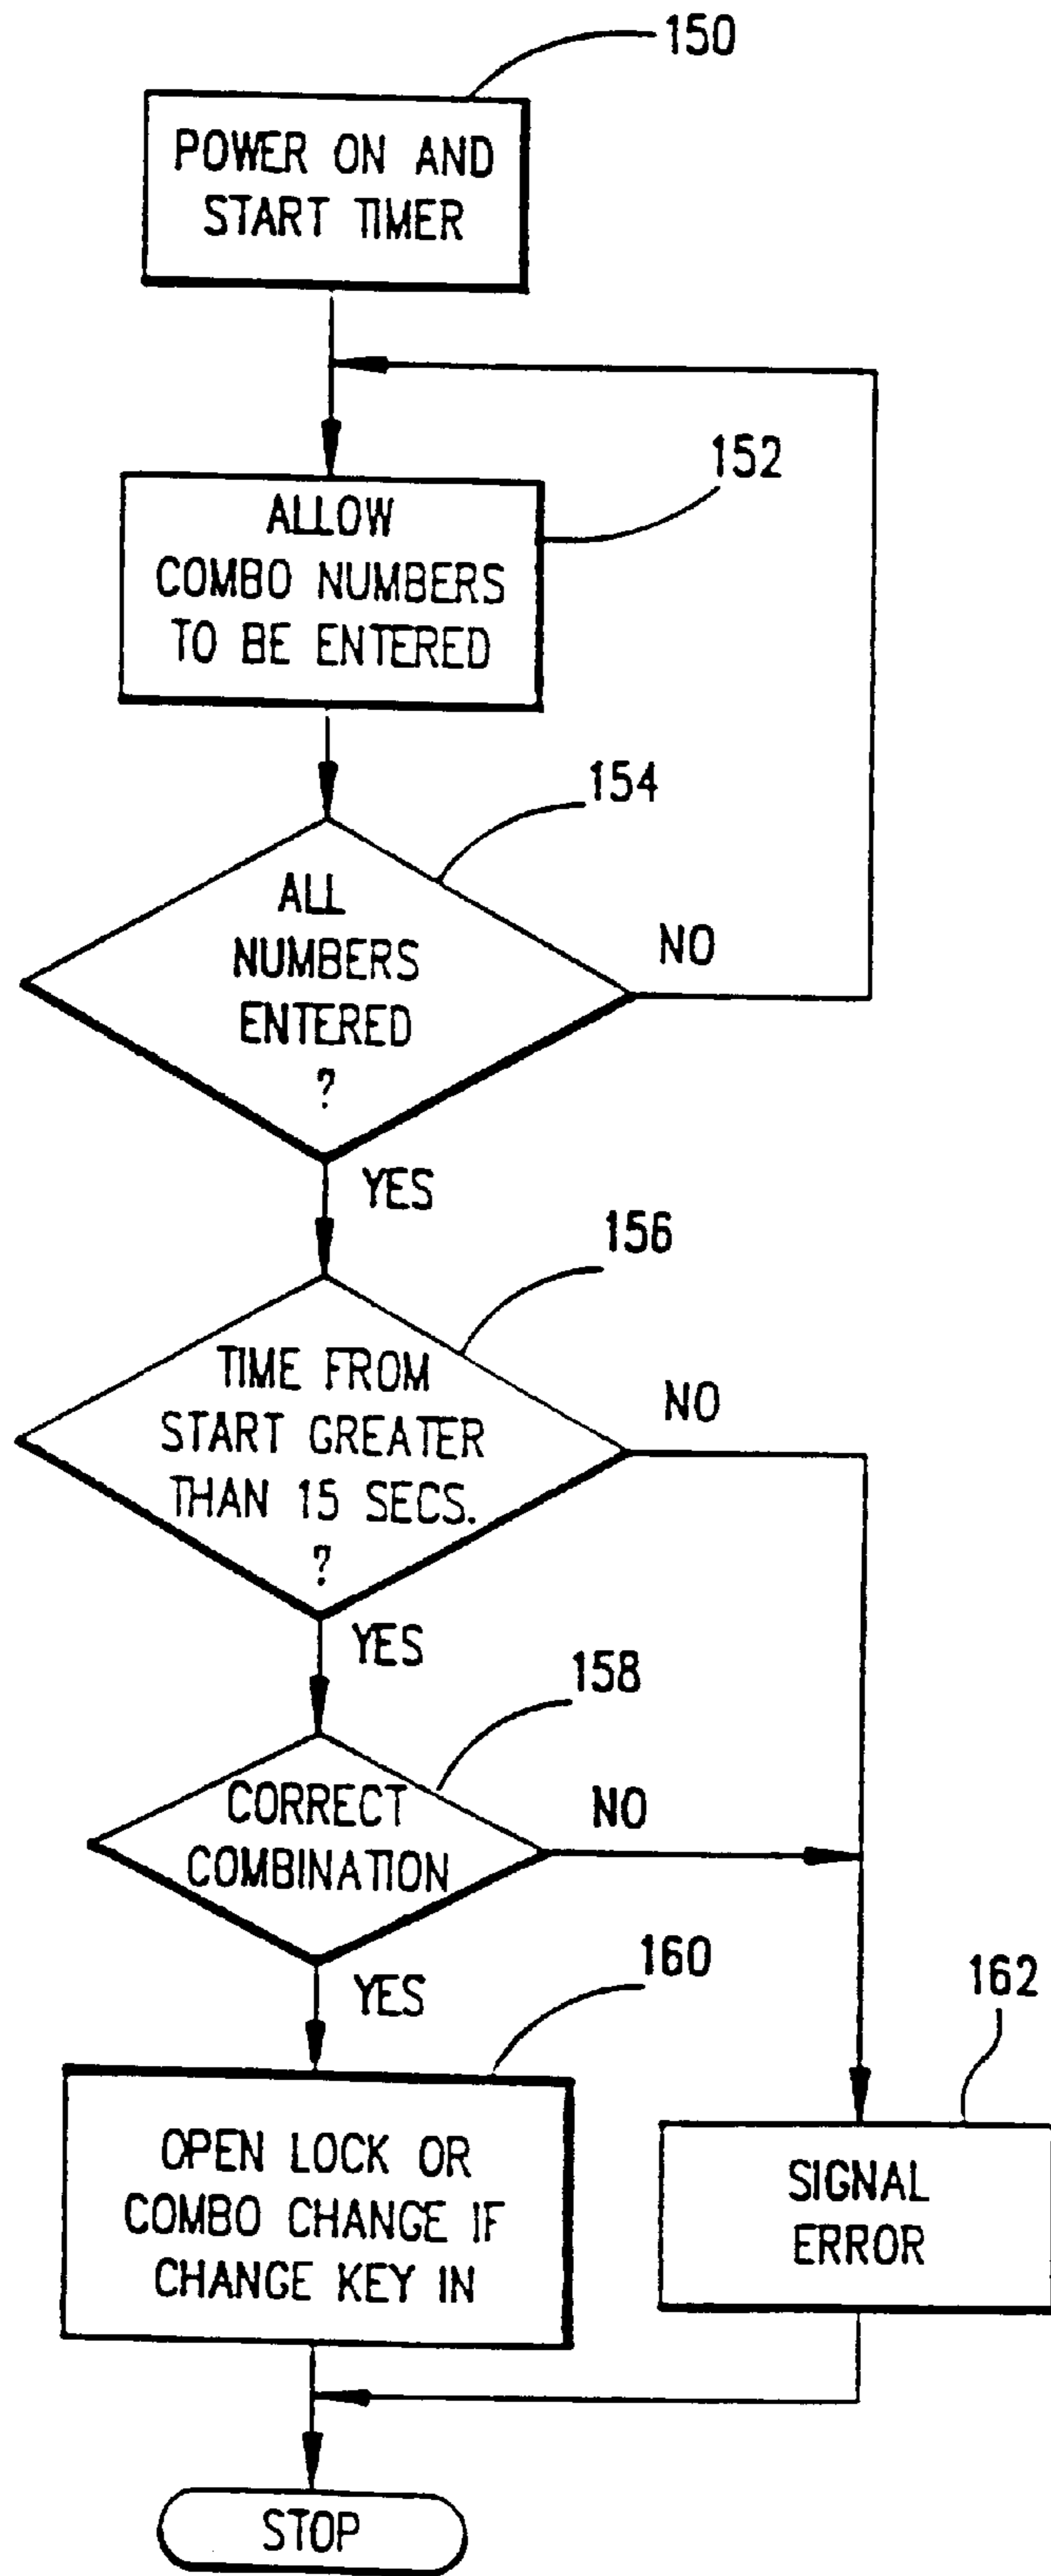 150
POWER ON AND
START TIMER
152
ALLOW
COMBO NUMBERS
TO BE ENTERED
154
ALL
NUMBERS
ENTERED
?
NO
YES
156
TIME FROM
START GREATER
THAN 15 SECS.
?
NO
YES
158
CORRECT
COMBINATION
NO
YES
160
OPEN LOCK OR
COMBO CHANGE IF
CHANGE KEY IN
162
SIGNAL
ERROR
STOP